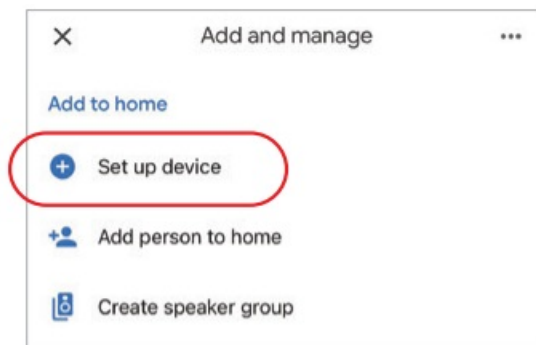 Add and manage
Add to home
Set up device
Add person to home
Create speaker group